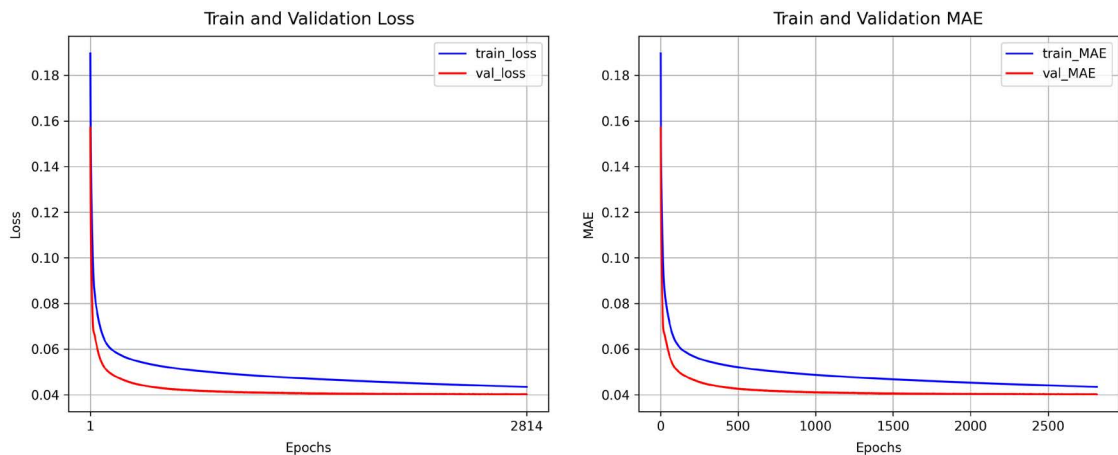 Train and Validation Loss
train_loss
val_loss
0.18
0.16
0.14
0.12
0.10
0.08
0.06
0.04
Loss
1
2814
Epochs
Train and Validation MAE
train_MAE
val_MAE
0.18
0.16
0.14
0.12
0.10
0.08
0.06
0.04
MAE
0
500
1000
1500
2000
2500
Epochs